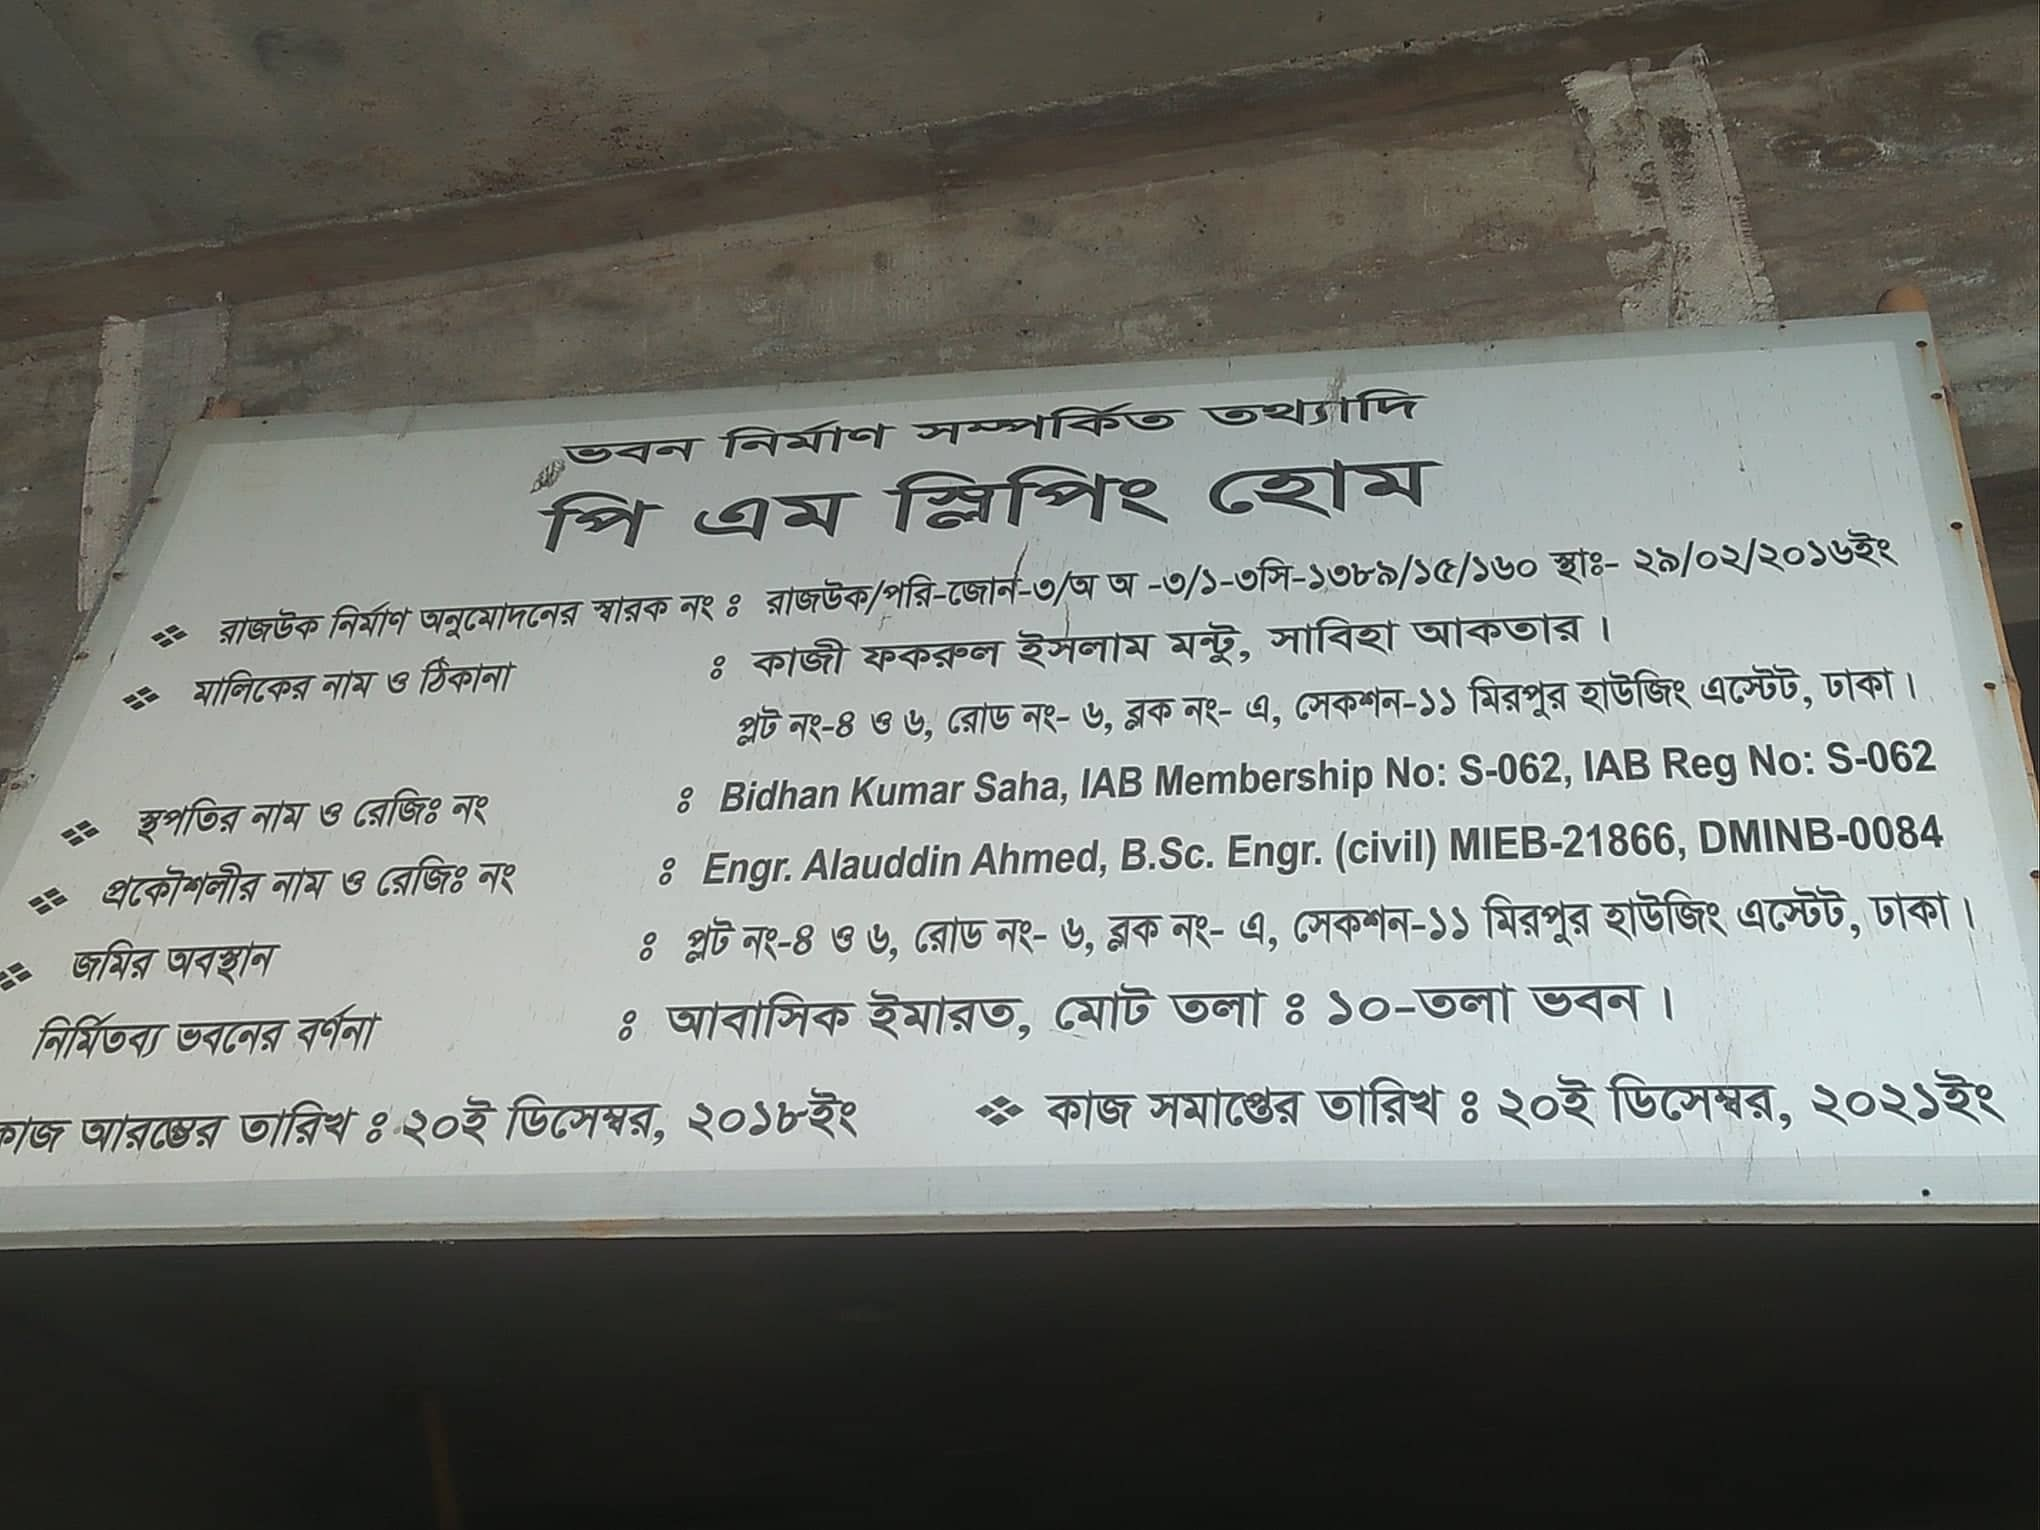 ভবন নির্মাণ সম্পর্কিত তথ্যাদি
পি এম স্লিপিং হোম
❖ রাজউক নির্মাণ অনুমোদনের স্বারক নং ঃ রাজউক/পরি-জোন-৩/অ অ -৩/১-৩সি-১৩৮৯/১৫/১৬০ স্থাঃ- ২৯/০২/২০১৬ইং
❖ মালিকের নাম ও ঠিকানা ঃ কাজী ফকরুল ইসলাম মন্টু, সাবিহা আকতার।
প্লট নং-৪ ও ৬, রোড নং- ৬, ব্লক নং- এ, সেকশন-১১ মিরপুর হাউজিং এস্টেট, ঢাকা।
❖ স্থপতির নাম ও রেজিঃ নং ঃ Bidhan Kumar Saha, IAB Membership No: S-062, IAB Reg No: S-062
❖ প্রকৌশলীর নাম ও রেজিঃ নং ঃ Engr. Alauddin Ahmed, B.Sc. Engr. (civil) MIEB-21866, DMINB-0084
❖ জমির অবস্থান ঃ প্লট নং-৪ ও ৬, রোড নং- ৬, ব্লক নং- এ, সেকশন-১১ মিরপুর হাউজিং এস্টেট, ঢাকা।
নির্মিতব্য ভবনের বর্ণনা ঃ আবাসিক ইমারত, মোট তলা ঃ ১০-তলা ভবন।
কাজ আরম্ভের তারিখ ঃ ২০ই ডিসেম্বর, ২০১৮ইং ❖ কাজ সমাপ্তের তারিখ ঃ ২০ই ডিসেম্বর, ২০২১ইং